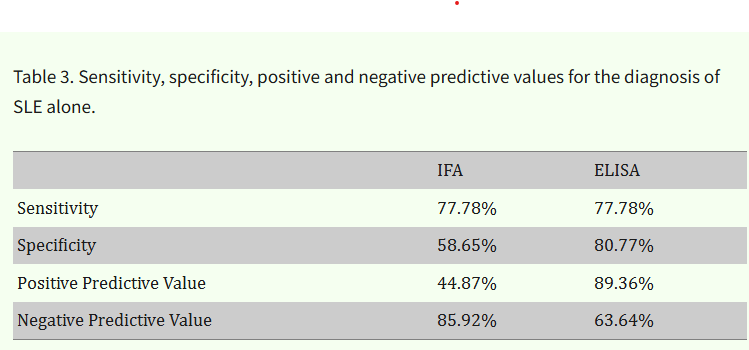 Table 3. Sensitivity, specificity, positive and negative predictive values for the diagnosis of
SLE alone.
IFA ELISA
Sensitivity 77.78% 77.78%
Specificity 58.65% 80.77%
Positive Predictive Value 44.87% 89.36%
Negative Predictive Value 85.92% 63.64%